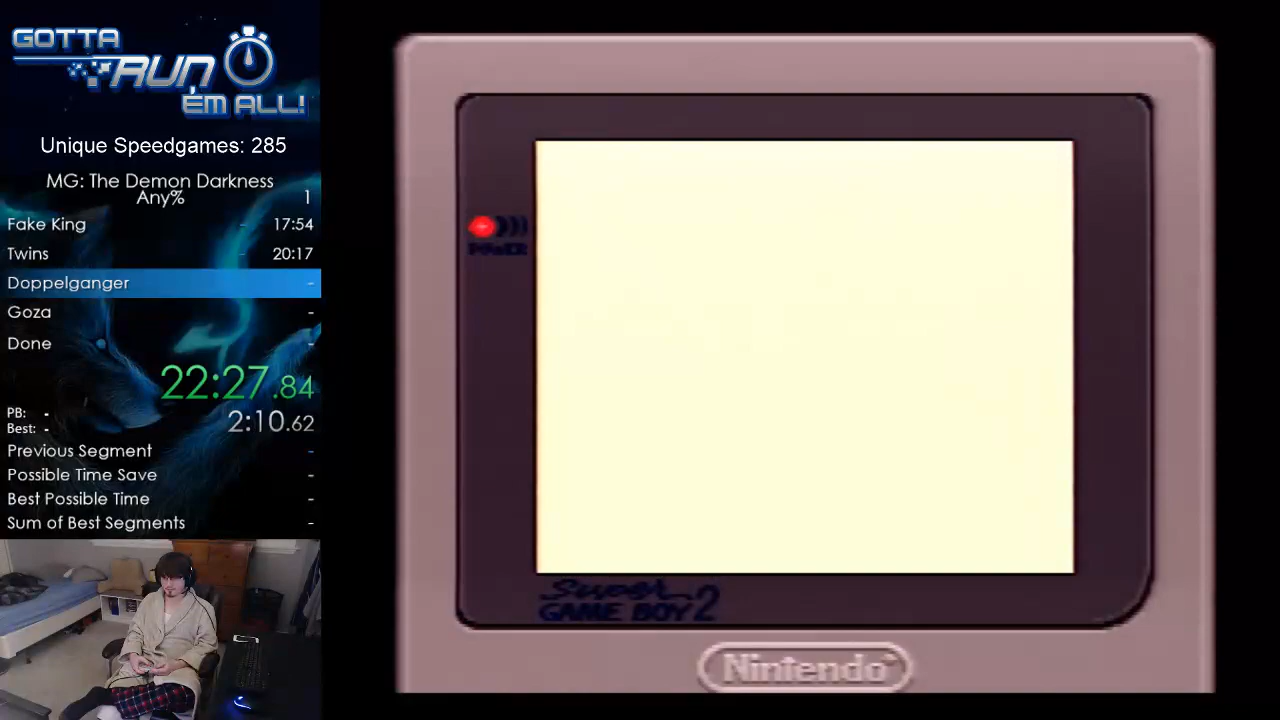 GOTTA
RUN
'EM ALL!
Unique Speedgames: 285
MG: The Demon Darkness
Any% 1
Fake King - 17:54
Twins - 20:17
Doppelganger -
Goza -
Done -
22:27.84
PB: -
Best: -
2:10.62
Previous Segment -
Possible Time Save -
Best Possible Time -
Sum of Best Segments -
POWER
Super
GAME BOY 2
Nintendo